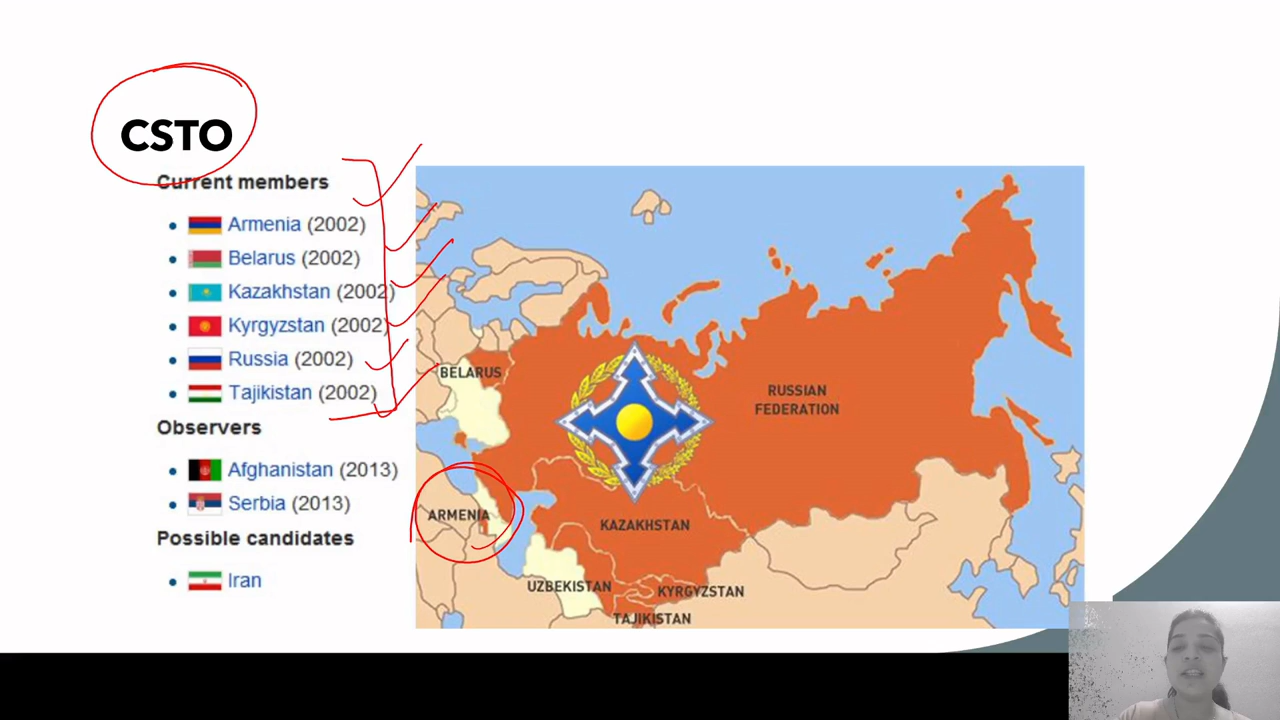 CSTO
Current members
Armenia (2002)
Belarus (2002)
Kazakhstan (2002)
Kyrgyzstan (2002)
Russia (2002)
Tajikistan (2002)
Observers
Afghanistan (2013)
Serbia (2013)
Possible candidates
Iran
BELARUS
RUSSIAN
FEDERATION
ARMENIA
KAZAKHSTAN
UZBEKISTAN
KYRGYZSTAN
TAJIKISTAN